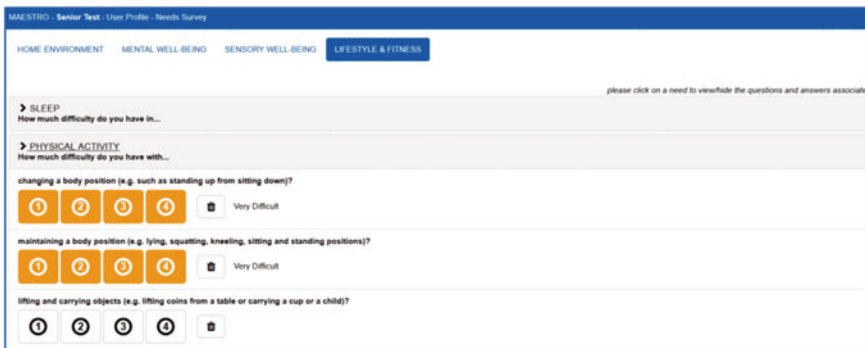 MAESTRO - Senior Test - User Profile - Needs Survey
HOME ENVIRONMENT MENTAL WELL-BEING SENSORY WELL-BEING LIFESTYLE & FITNESS
please click on a need to view/hide the questions and answers associate
SLEEP
How much difficulty do you have in...
PHYSICAL ACTIVITY
How much difficulty do you have with...
changing a body position (e.g. such as standing up from sitting down)?
1 2 3 4 Very Difficult
maintaining a body position (e.g. lying, squatting, kneeling, sitting and standing positions)?
1 2 3 4 Very Difficult
lifting and carrying objects (e.g. lifting coins from a table or carrying a cup or a child)?
1 2 3 4